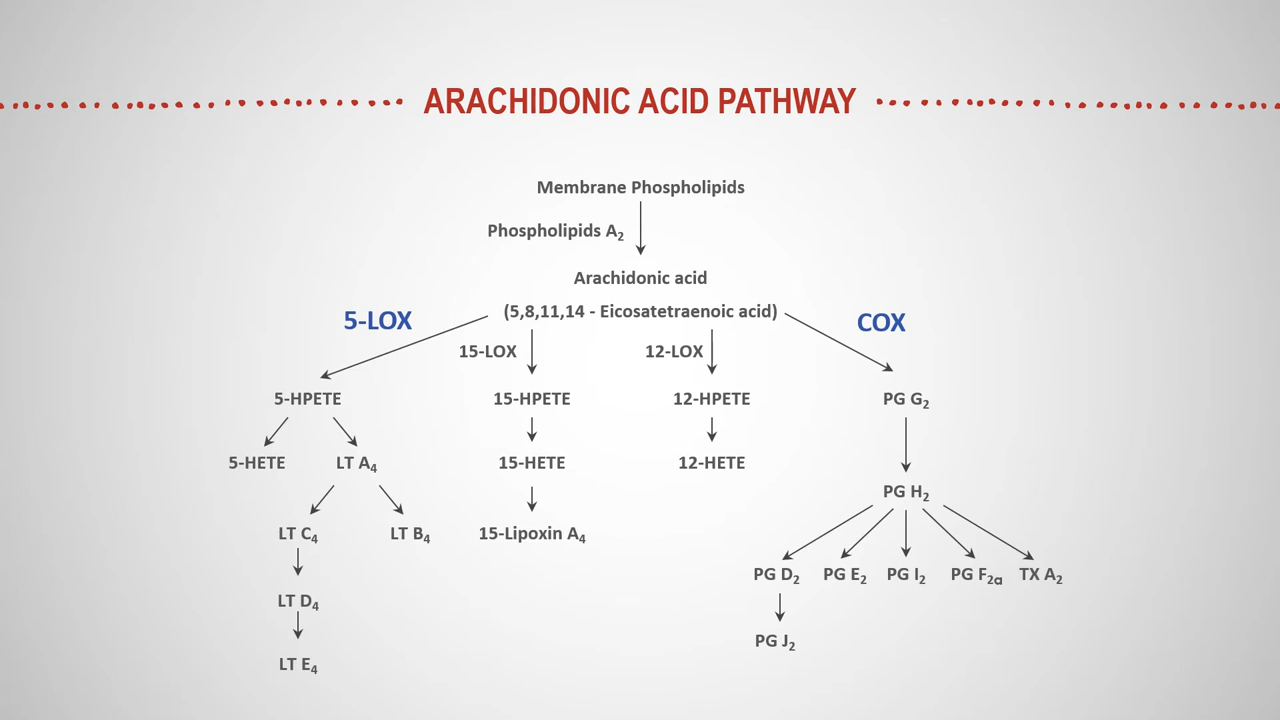 ARACHIDONIC ACID PATHWAY
Membrane Phospholipids
Phospholipids A₂
Arachidonic acid
(5,8,11,14 - Eicosatetraenoic acid)
5-LOX
COX
15-LOX
12-LOX
5-HPETE
15-HPETE
12-HPETE
PG G₂
5-HETE
LT A₄
15-HETE
12-HETE
PG H₂
LT C₄
LT B₄
15-Lipoxin A₄
PG D₂
PG E₂
PG I₂
PG F₂α
TX A₂
LT D₄
PG J₂
LT E₄